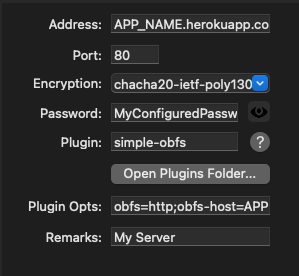 Address: APP_NAME.herokuapp.co
Port: 80
Encryption: chacha20-ietf-poly130
Password: MyConfiguredPassw
Plugin: simple-obfs ?
Open Plugins Folder...
Plugin Opts: obfs=http;obfs-host=APP
Remarks: My Server